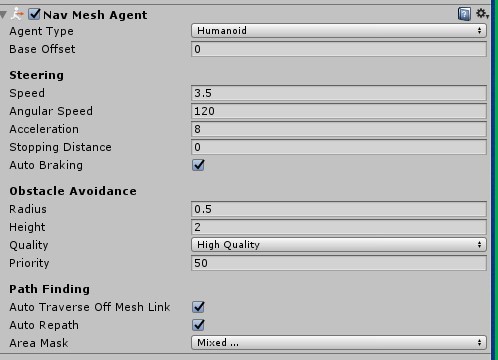 Nav Mesh Agent
Agent Type Humanoid
Base Offset 0
Steering
Speed 3.5
Angular Speed 120
Acceleration 8
Stopping Distance 0
Auto Braking
Obstacle Avoidance
Radius 0.5
Height 2
Quality High Quality
Priority 50
Path Finding
Auto Traverse Off Mesh Link
Auto Repath
Area Mask Mixed ...